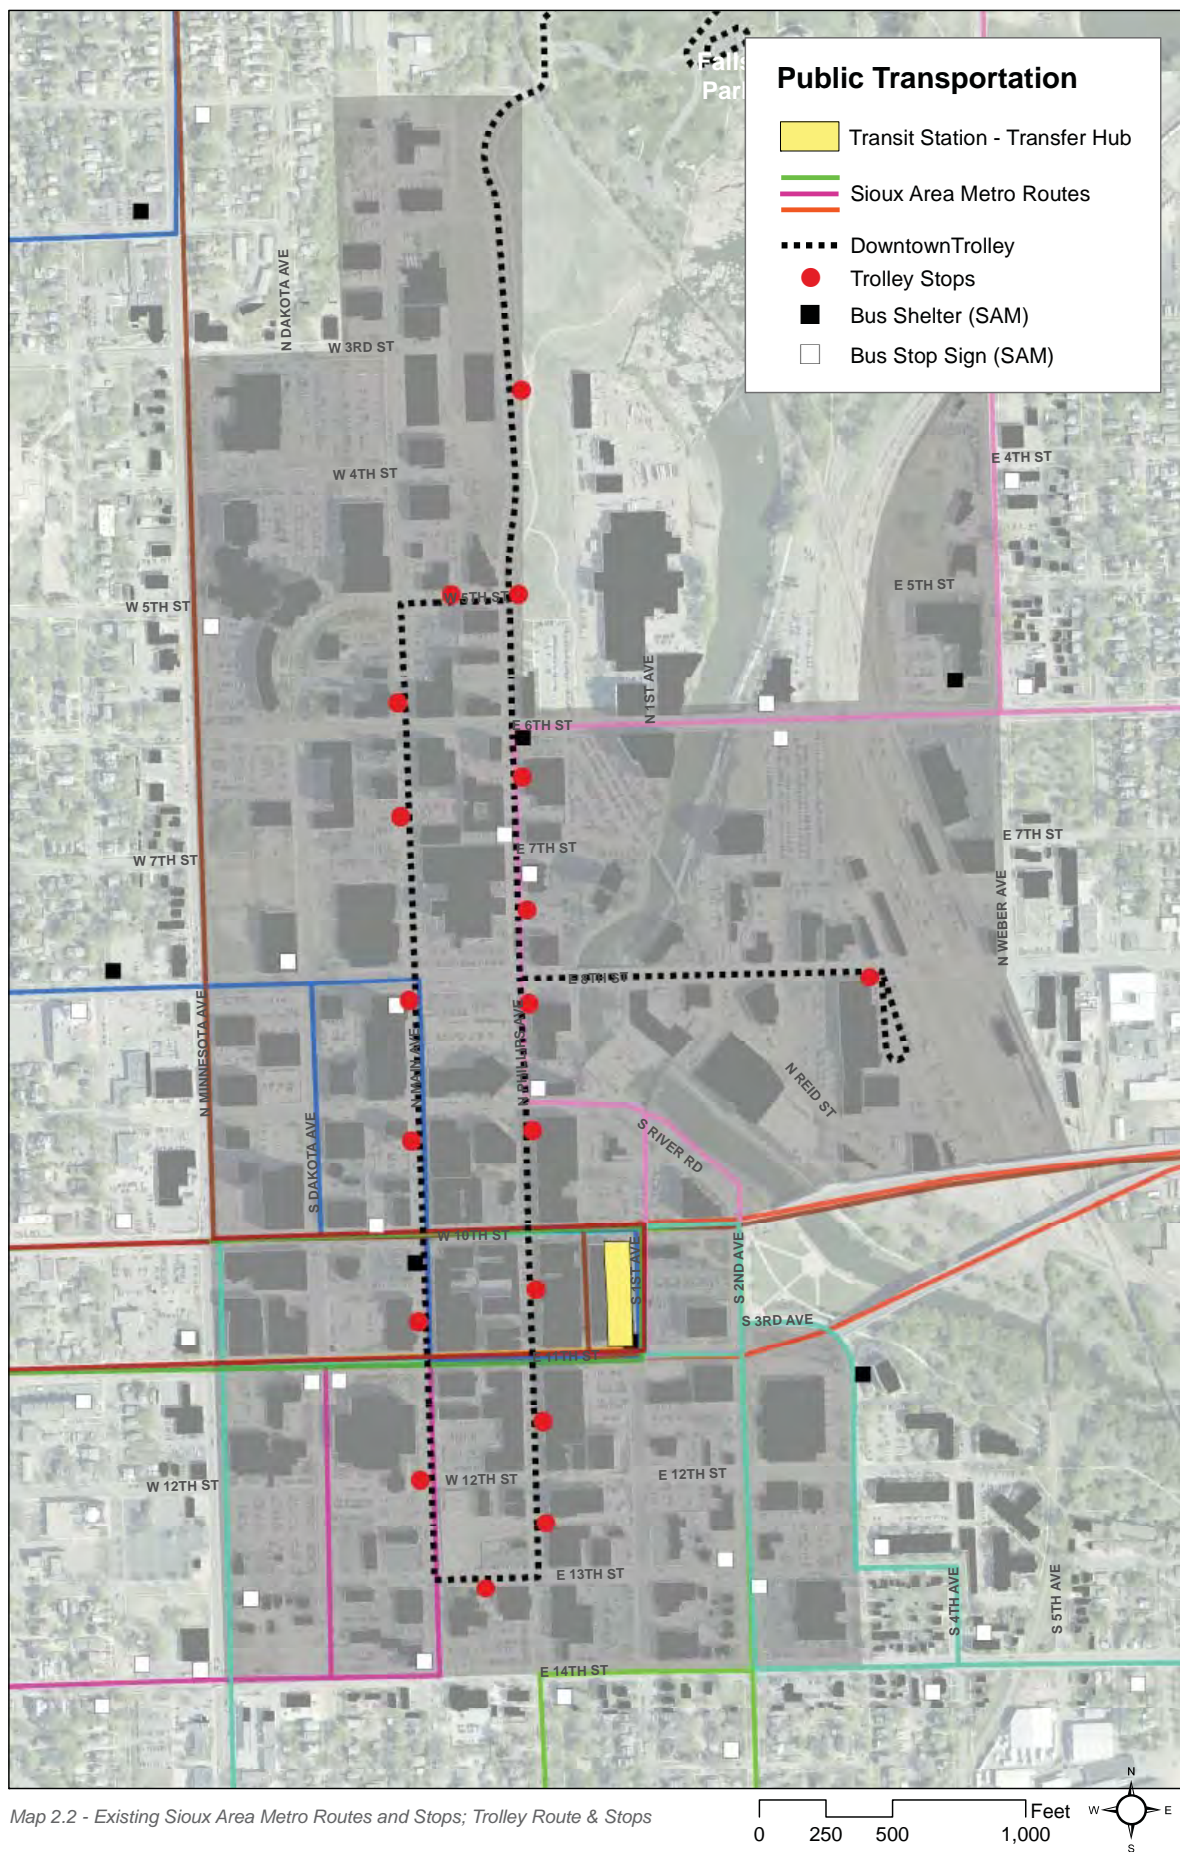 Falls
Park
Public Transportation
Transit Station - Transfer Hub
Sioux Area Metro Routes
DowntownTrolley
Trolley Stops
Bus Shelter (SAM)
Bus Stop Sign (SAM)
N DAKOTA AVE
W 3RD ST
W 4TH ST
E 4TH ST
W 5TH ST
W 5TH ST
E 5TH ST
N 1ST AVE
E 6TH ST
W 7TH ST
E 7TH ST
E 7TH ST
N WEBER AVE
E 8TH ST
N MINNESOTA AVE
N MAIN AVE
N PHILLIPS AVE
N REID ST
S DAKOTA AVE
S RIVER RD
W 10TH ST
S 1ST AVE
S 2ND AVE
S 3RD AVE
E 11TH ST
W 12TH ST
W 12TH ST
E 12TH ST
E 13TH ST
S 4TH AVE
S 5TH AVE
E 14TH ST
Map 2.2 - Existing Sioux Area Metro Routes and Stops; Trolley Route & Stops
Feet
0 250 500 1,000
N
W E
S